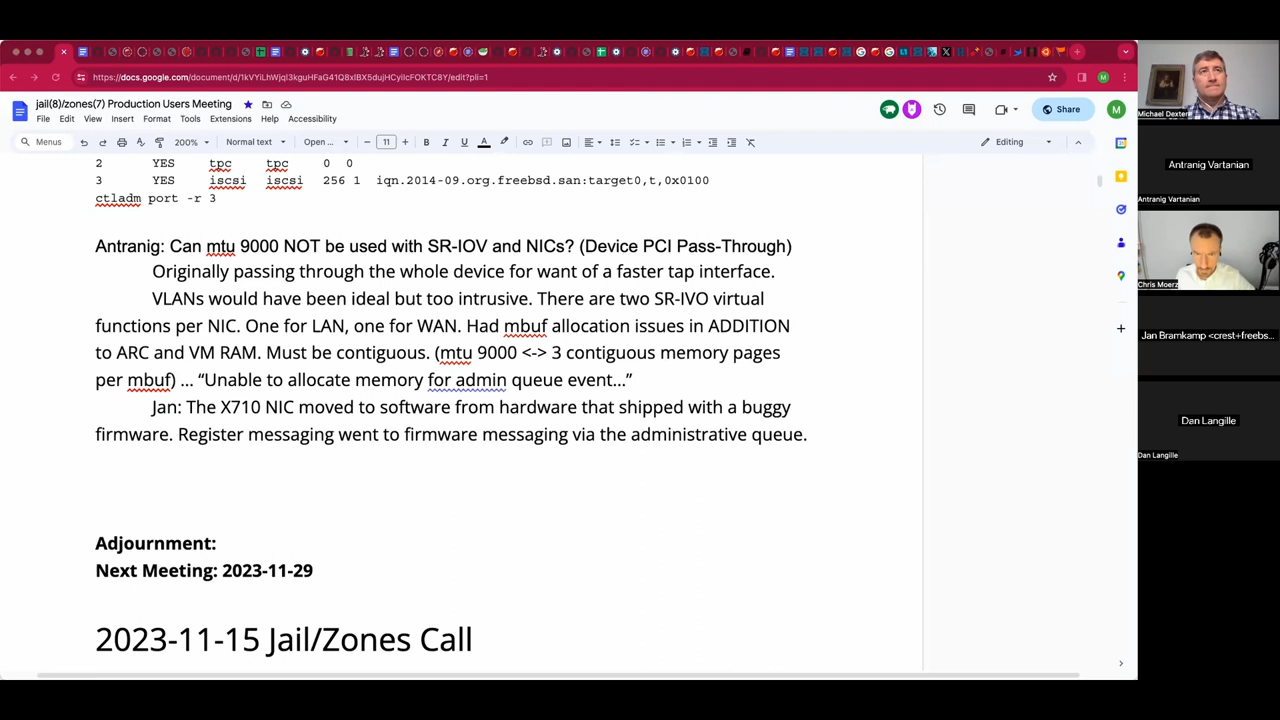 https://docs.google.com/document/d/1kVYiLhWjqI3kguHFaG41Q8xlBX5dujHCyIlcFOKTC8Y/edit?pli=1
jail(8)/zones(7) Production Users Meeting
File Edit View Insert Format Tools Extensions Help Accessibility
Share
M
Menus
200%
Normal text
Open ...
11
Editing
2 YES tpc tpc 0 0
3 YES iscsi iscsi 256 1 iqn.2014-09.org.freebsd.san:target0,t,0x0100
ctladm port -r 3
Antranig: Can mtu 9000 NOT be used with SR-IOV and NICs? (Device PCI Pass-Through)
Originally passing through the whole device for want of a faster tap interface.
VLANs would have been ideal but too intrusive. There are two SR-IVO virtual
functions per NIC. One for LAN, one for WAN. Had mbuf allocation issues in ADDITION
to ARC and VM RAM. Must be contiguous. (mtu 9000 <-> 3 contiguous memory pages
per mbuf) ... “Unable to allocate memory for admin queue event...”
Jan: The X710 NIC moved to software from hardware that shipped with a buggy
firmware. Register messaging went to firmware messaging via the administrative queue.
Adjournment:
Next Meeting: 2023-11-29
2023-11-15 Jail/Zones Call
Michael Dexter
Antranig Vartanian
Antranig Vartanian
Chris Moerz
Jan Bramkamp <crest+freebs...
Dan Langille
Dan Langille